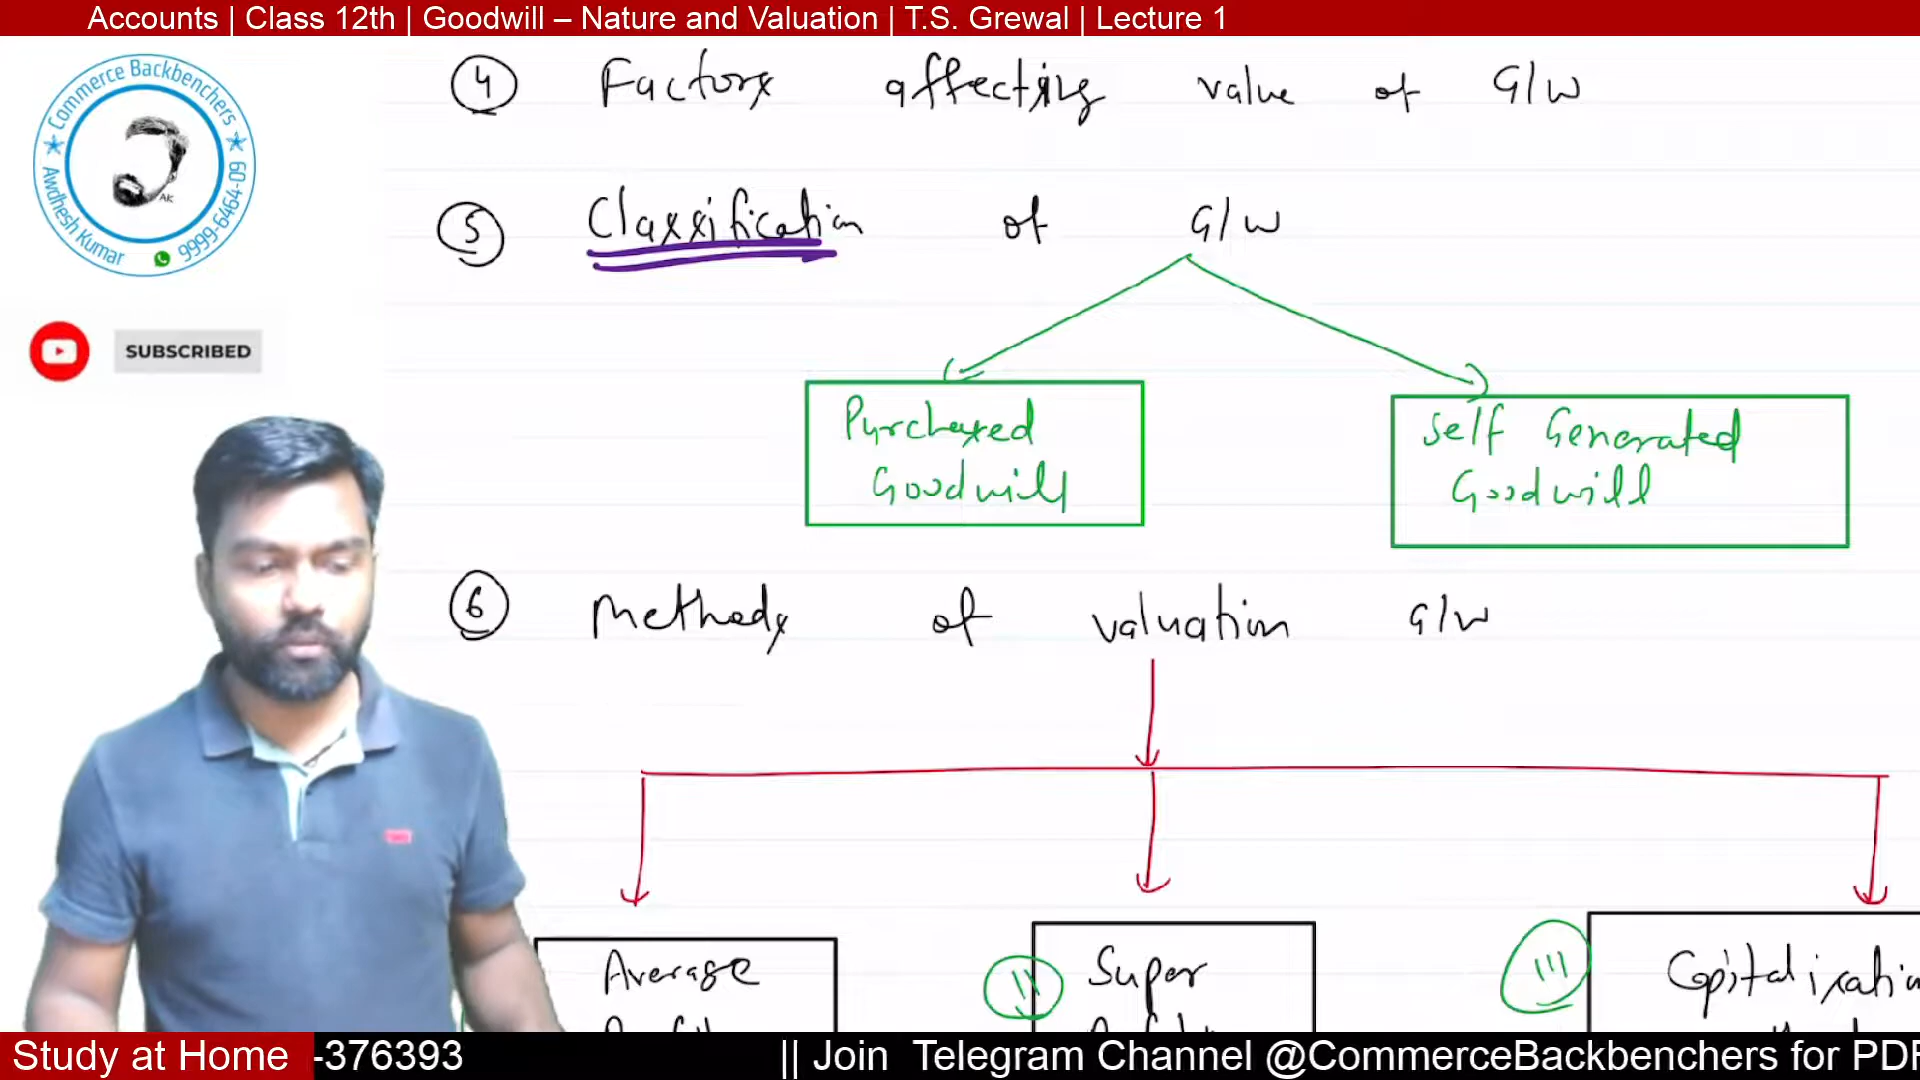 Accounts | Class 12th | Goodwill – Nature and Valuation | T.S. Grewal | Lecture 1
★ Commerce Backbenchers ★
Awdhesh Kumar 9999-6464-09
AK
SUBSCRIBED
4 Factors affecting value of G/W
5 Classification of G/W
Purchased Goodwill
Self Generated Goodwill
6 Methods of valuation G/W
Average
II Super
III Capitalisation
Study at Home -376393 || Join Telegram Channel @CommerceBackbenchers for PDF